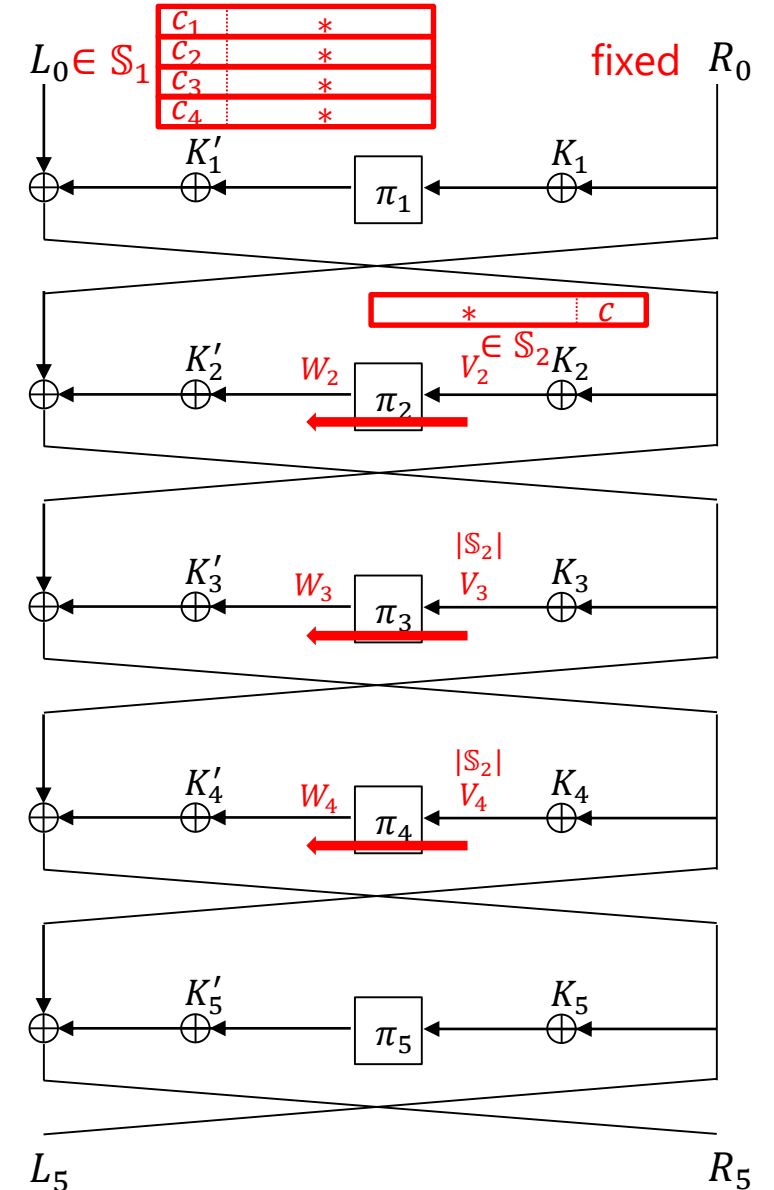 c₁ *
c₂ *
L₀ ∈ 𝕊₁ fixed R₀
c₃ *
c₄ *
K′₁ π₁ K₁
* c
∈ 𝕊₂
W₂ K′₂ π₂ V₂ K₂
|𝕊₂|
W₃ K′₃ π₃ V₃ K₃
|𝕊₂|
W₄ K′₄ π₄ V₄ K₄
K′₅ π₅ K₅
L₅ R₅